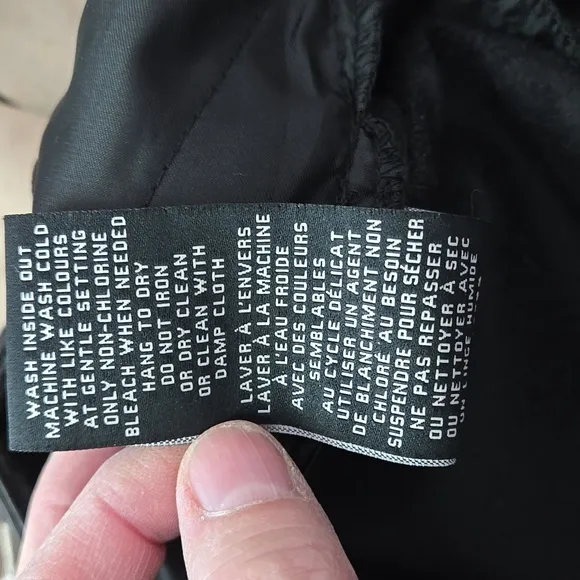 WASH INSIDE OUT
MACHINE WASH COLD
WITH LIKE COLOURS
AT GENTLE SETTING
ONLY NON-CHLORINE
BLEACH WHEN NEEDED
HANG TO DRY
DO NOT IRON
OR DRY CLEAN
OR CLEAN WITH
DAMP CLOTH
LAVER À L'ENVERS
LAVER À LA MACHINE
À L'EAU FROIDE
AVEC DES COULEURS
SEMBLABLES
AU CYCLE DÉLICAT
UTILISER UN AGENT
DE BLANCHIMENT NON
CHLORÉ AU BESOIN
SUSPENDRE POUR SÉCHER
NE PAS REPASSER
OU NETTOYER À SEC
OU NETTOYER AVEC
UN LINGE HUMIDE